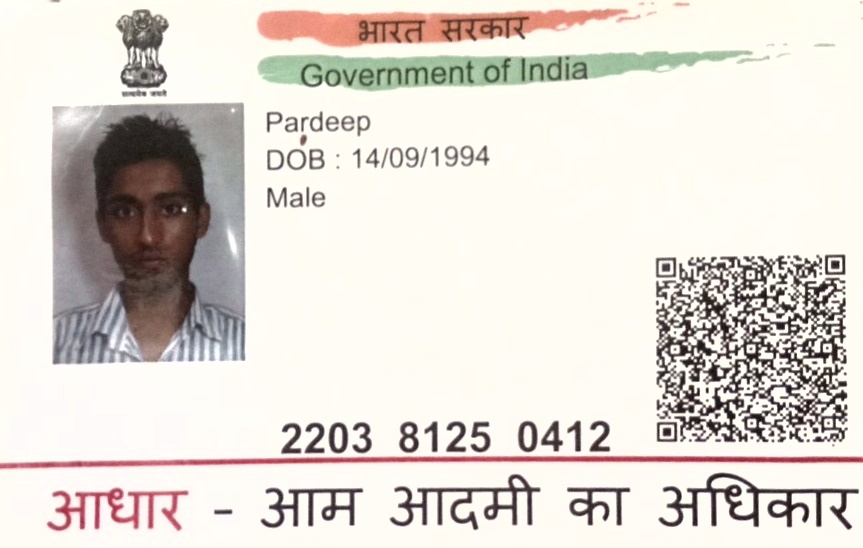 भारत सरकार
Government of India
सत्यमेव जयते
Pardeep
DOB : 14/09/1994
Male
2203 8125 0412
आधार - आम आदमी का अधिकार